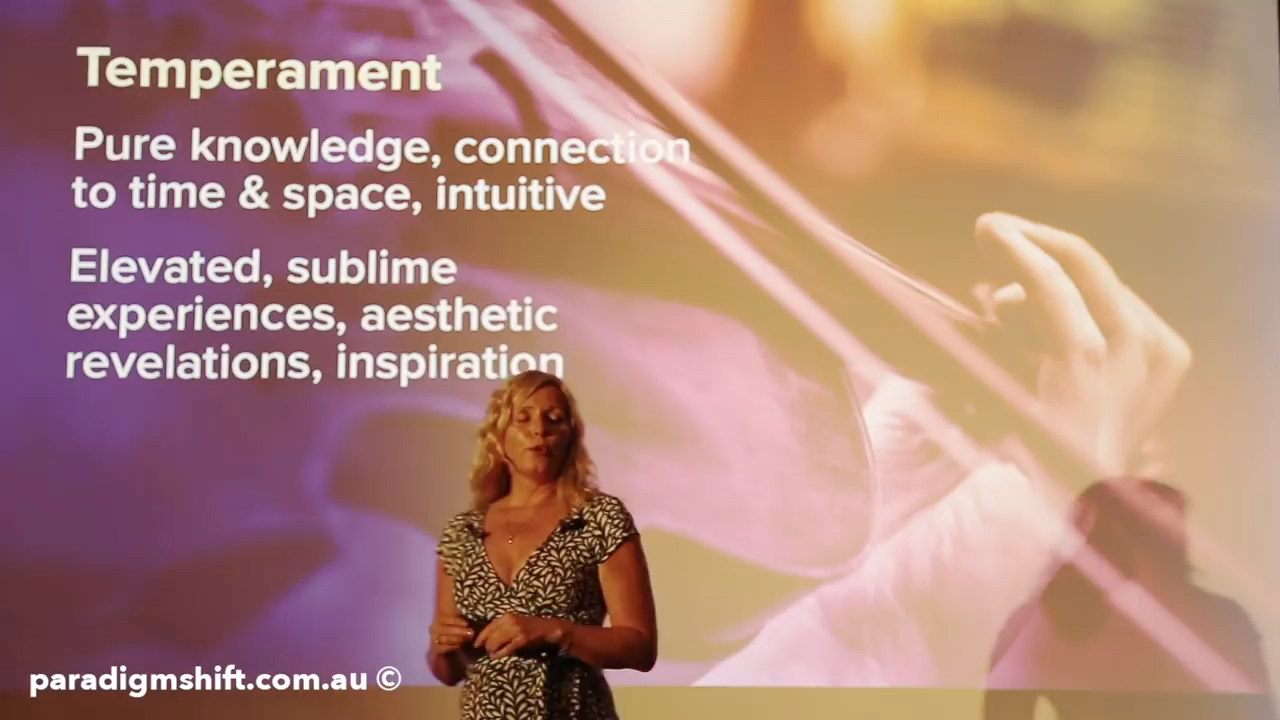 Temperament
Pure knowledge, connection
to time & space, intuitive
Elevated, sublime
experiences, aesthetic
revelations, inspiration
paradigmshift.com.au ©